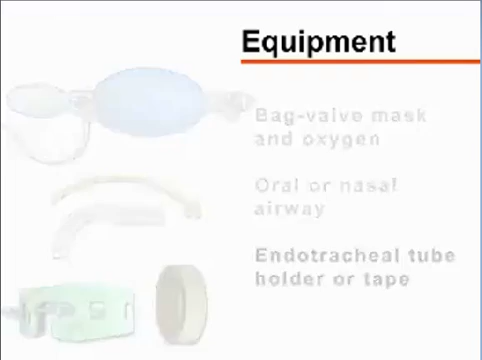 Equipment
Bag-valve mask
and oxygen
Oral or nasal
airway
Endotracheal tube
holder or tape